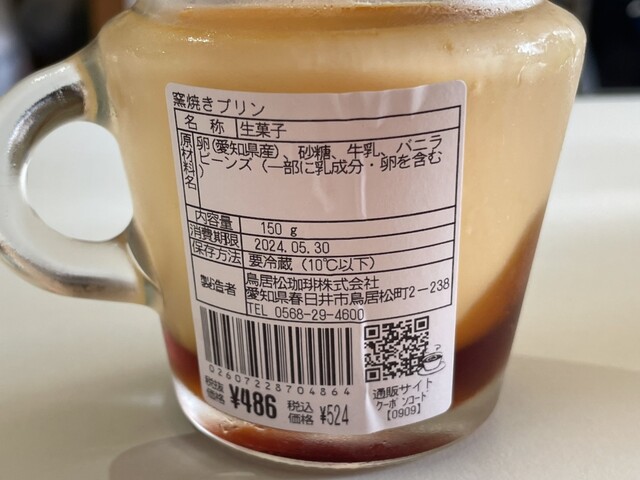 窯焼きプリン
名 称 生菓子
原材料名 卵(愛知県産)、砂糖、牛乳、バニラ
ビーンズ(一部に乳成分・卵を含む
)
内容量 150 g
消費期限 2024.05.30
保存方法 要冷蔵(10℃以下)
製造者 鳥居松珈琲株式会社
愛知県春日井市鳥居松町2-238
TEL 0568-29-4600
02607228704864
税抜価格 ¥486 税込価格 ¥524
通販サイト
クーポンコード
【0909】